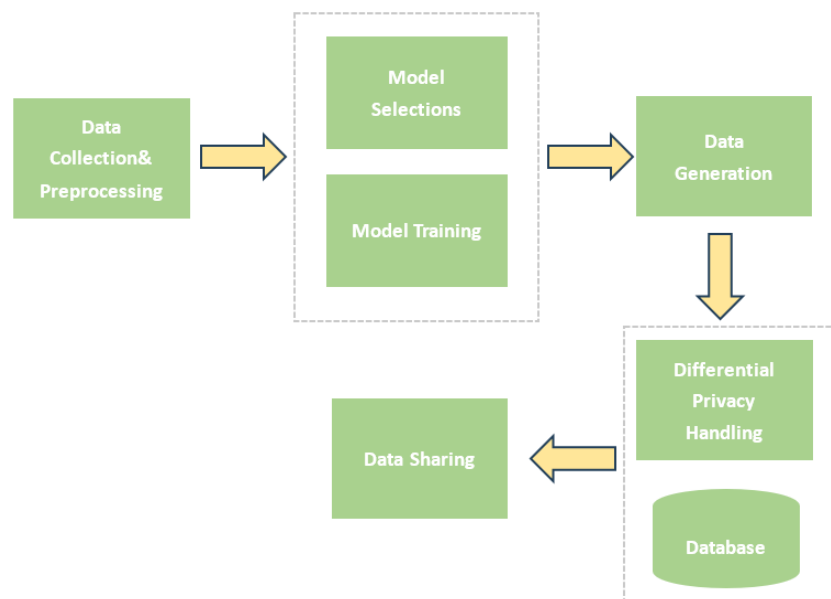 Data
Collection&
Preprocessing
Model
Selections
Model Training
Data
Generation
Differential
Privacy
Handling
Data Sharing
Database